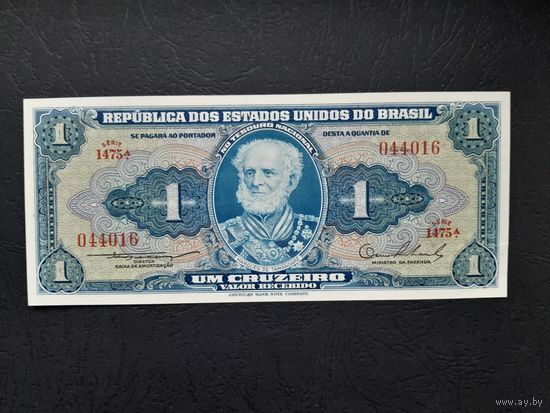 REPÚBLICA DOS ESTADOS UNIDOS DO BRASIL
1
SE PAGARÁ AO PORTADOR
NO TESOURO NACIONAL
DESTA A QUANTIA DE
1
SÉRIE
1475ª
044016
1
1
044016
SÉRIE
1475ª
DIRETOR
CAIXA DE AMORTIZAÇÃO
MINISTRO DA FAZENDA
1
UM CRUZEIRO
VALOR RECEBIDO
1
AMERICAN BANK NOTE COMPANY.
www.ay.by